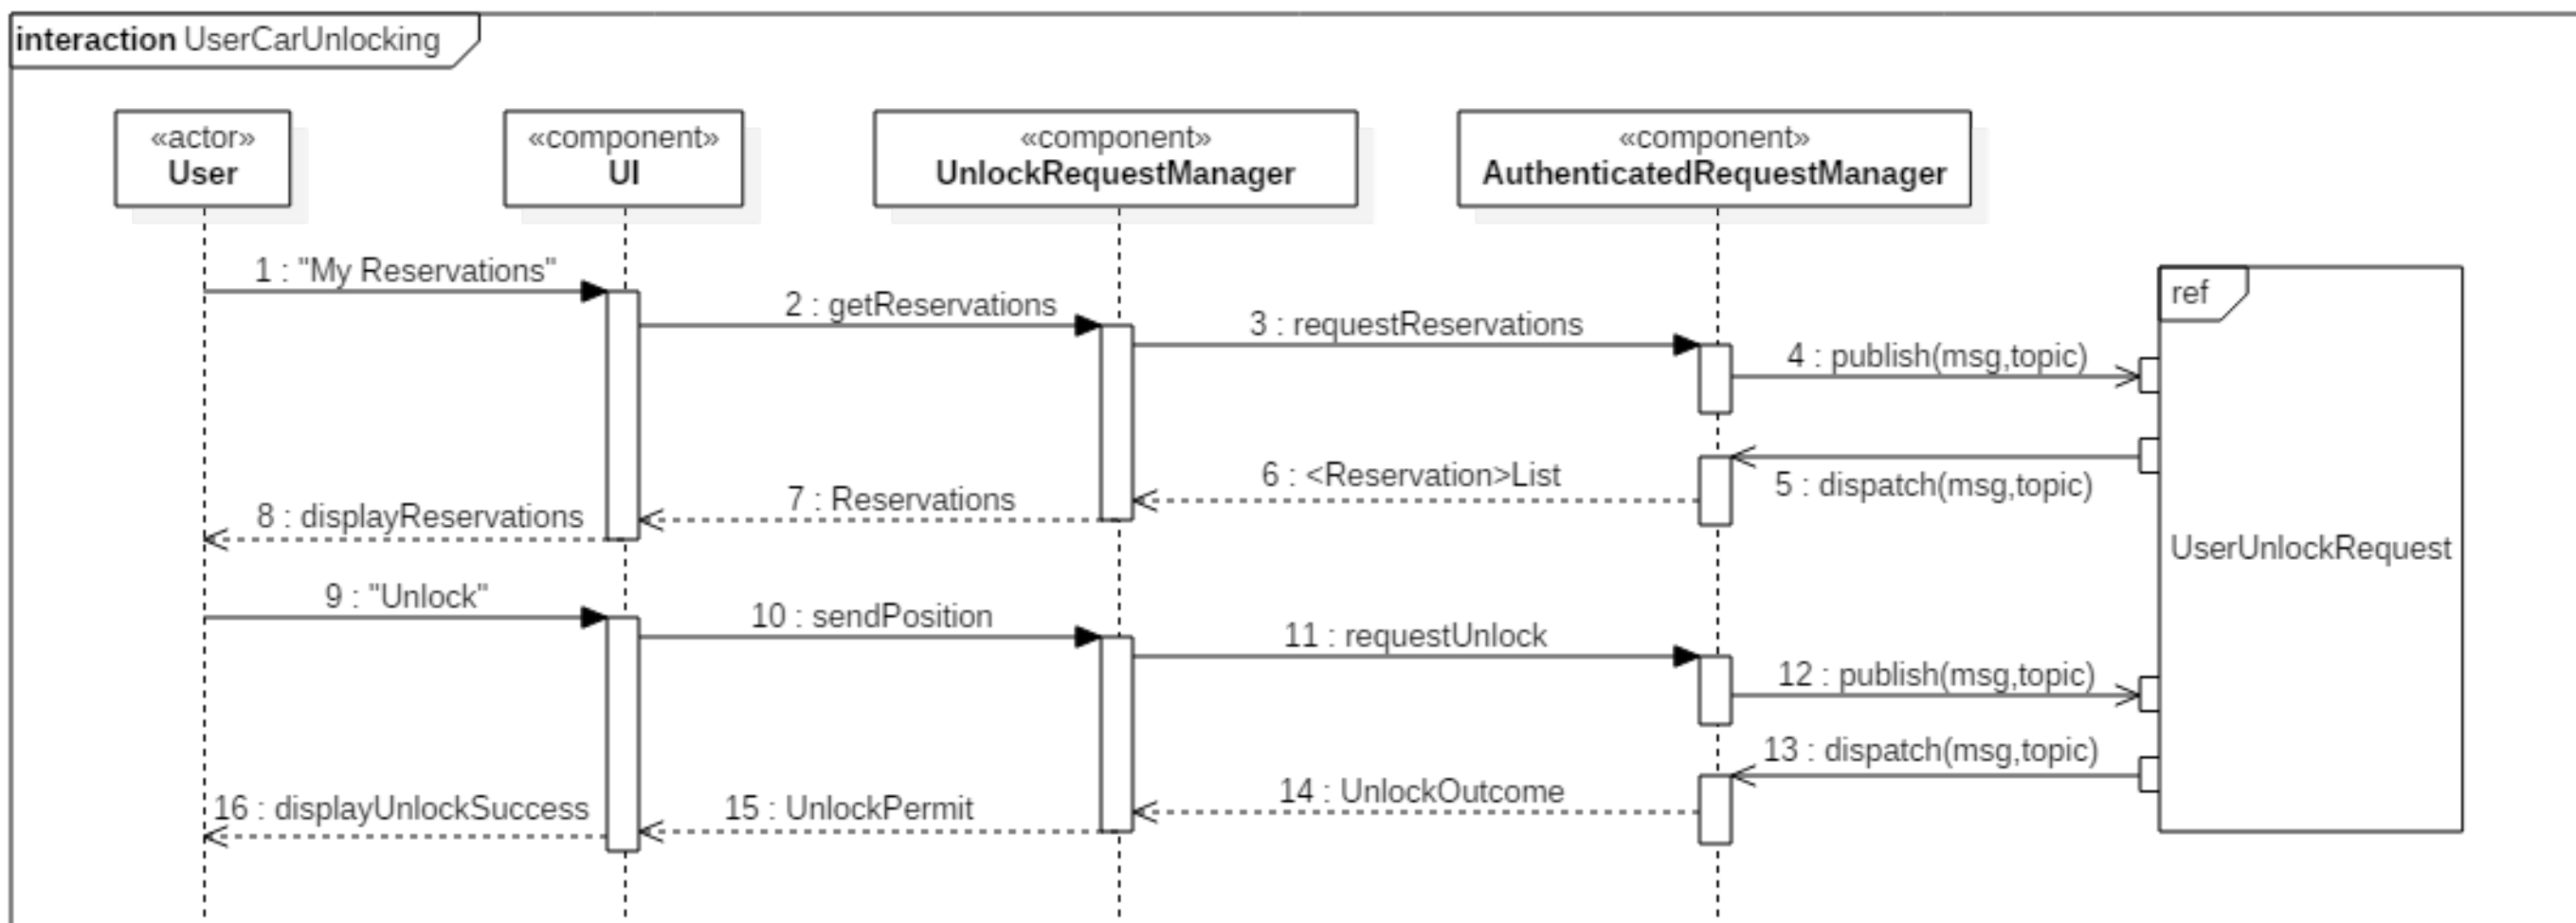 interaction UserCarUnlocking
«actor»
User
«component»
UI
«component»
UnlockRequestManager
«component»
AuthenticatedRequestManager
1 : "My Reservations"
2 : getReservations
3 : requestReservations
ref
4 : publish(msg,topic)
5 : dispatch(msg,topic)
6 : <Reservation>List
7 : Reservations
8 : displayReservations
UserUnlockRequest
9 : "Unlock"
10 : sendPosition
11 : requestUnlock
12 : publish(msg,topic)
13 : dispatch(msg,topic)
14 : UnlockOutcome
15 : UnlockPermit
16 : displayUnlockSuccess